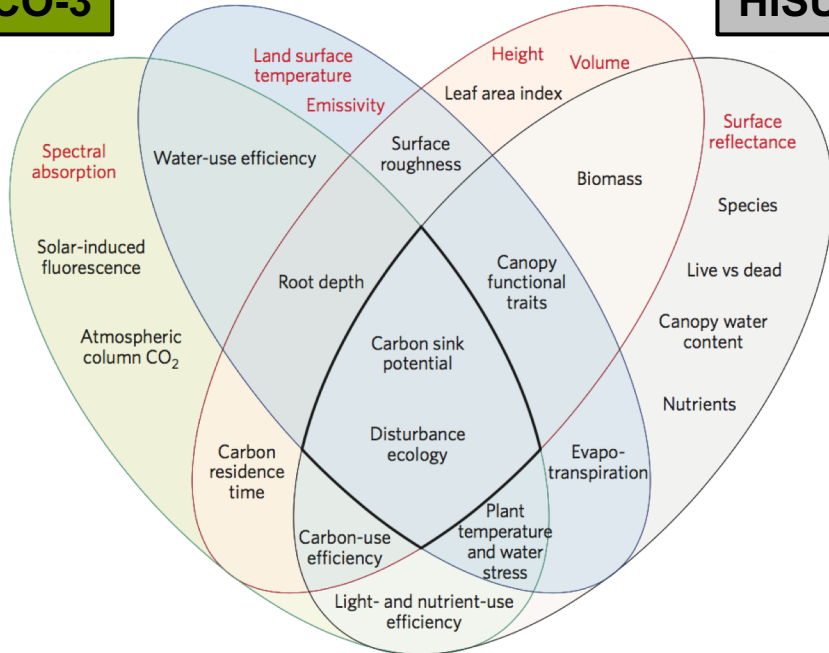 CO-3
HISU
Land surface
temperature
Emissivity
Height
Volume
Leaf area index
Spectral
absorption
Water-use efficiency
Surface
roughness
Surface
reflectance
Biomass
Species
Solar-induced
fluorescence
Root depth
Canopy
functional
traits
Live vs dead
Atmospheric
column CO₂
Carbon sink
potential
Canopy water
content
Nutrients
Disturbance
ecology
Carbon
residence
time
Evapo-
transpiration
Carbon-use
efficiency
Plant
temperature
and water
stress
Light- and nutrient-use
efficiency